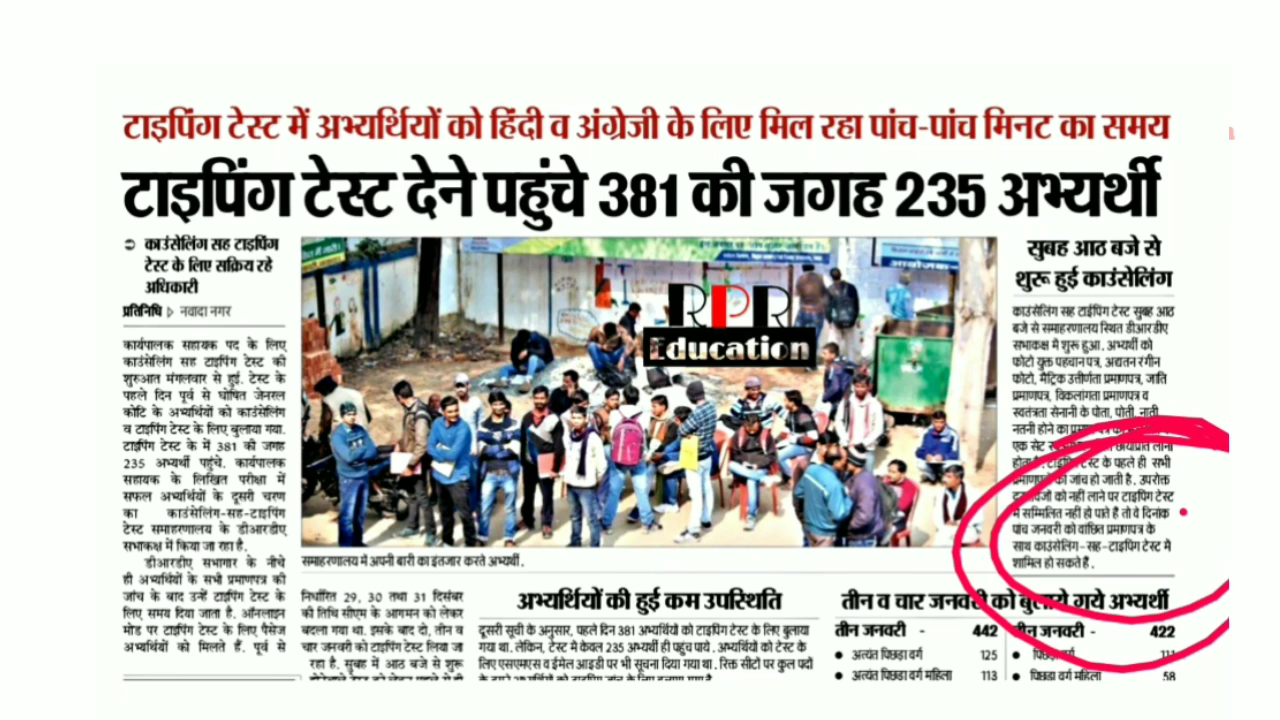 टाइपिंग टेस्ट में अभ्यर्थियों को हिंदी व अंग्रेजी के लिए मिल रहा पांच-पांच मिनट का समय
टाइपिंग टेस्ट देने पहुंचे 381 की जगह 235 अभ्यर्थी
काउंसेलिंग सह टाइपिंग
टेस्ट के लिए सक्रिय रहे
अधिकारी
प्रतिनिधि ▷ नवादा नगर
कार्यपालक सहायक पद के लिए
काउंसेलिंग सह टाइपिंग टेस्ट की
शुरुआत मंगलवार से हुई. टेस्ट के
पहले दिन पूर्व से घोषित जेनरल
कोटि के अभ्यर्थियों को काउंसेलिंग
व टाइपिंग टेस्ट के लिए बुलाया गया.
टाइपिंग टेस्ट के में 381 की जगह
235 अभ्यर्थी पहुंचे. कार्यपालक
सहायक के लिखित परीक्षा में
सफल अभ्यर्थियों के दूसरी चरण
का काउंसेलिंग-सह-टाइपिंग
टेस्ट समाहरणालय के डीआरडीए
सभाकक्ष में किया जा रहा है.
डीआरडीए सभागार के नीचे
ही अभ्यर्थियों के सभी प्रमाणपत्र की
जांच के बाद उन्हें टाइपिंग टेस्ट के
लिए समय दिया जाता है. ऑनलाइन
मोड पर टाइपिंग टेस्ट के लिए पैसेज
अभ्यर्थियों को मिलते हैं. पूर्व से
RPR
Education
समाहरणालय में अपनी बारी का इंतजार करते अभ्यर्थी.
निर्धारित 29, 30 तथा 31 दिसंबर
की तिथि सीएम के आगमन को लेकर
बदला गया था. इसके बाद दो, तीन व
चार जनवरी को टाइपिंग टेस्ट लिया जा
रहा है. सुबह में आठ बजे से शुरू
अभ्यर्थियों की हुई कम उपस्थिति
दूसरी सूची के अनुसार, पहले दिन 381 अभ्यर्थियों को टाइपिंग टेस्ट के लिए बुलाया
गया था. लेकिन, टेस्ट में केवल 235 अभ्यर्थी ही पहुंच पाये. अभ्यर्थियों को टेस्ट के
लिए एसएमएस व ईमेल आइडी पर भी सूचना दिया गया था. रिक्त सीटों पर कुल पदों
सुबह आठ बजे से
शुरू हुई काउंसेलिंग
काउंसेलिंग सह टाईपिंग टेस्ट सुबह आठ
बजे से समाहरणालय स्थित डीआरडीए
सभाकक्ष में शुरू हुआ. अभ्यर्थी को
फोटो युक्त पहचान पत्र, अद्यतन रंगीन
फोटो, मैट्रिक उतीर्णता प्रमाणपत्र, जाति
प्रमाणपत्र, विकलांगता प्रमाणपत्र व
स्वतंत्रता सेनानी के पोता, पोती, नाती,
नतनी होने का
एक सेट लाना
टेस्ट के पहले ही सभी
प्रमाणपत्रों की जांच हो जाती है, उपरोक्त
को नहीं लाने पर टाइपिंग टेस्ट
में सम्मिलित नहीं हो पाते हैं तो वे दिनांक
पांच जनवरी को वांछित प्रमाणपत्र के
साथ काउंसेलिंग-सह-टाइपिंग टेस्ट में
शामिल हो सकते हैं.
तीन व चार जनवरी को बुलाये गये अभ्यर्थी
तीन जनवरी - 442
● अत्यंत पिछड़ा वर्ग 125
● अत्यंत पिछड़ा वर्ग महिला 113
तीन जनवरी - 422
● पिछड़ा वर्ग
● पिछड़ा वर्ग महिला 58